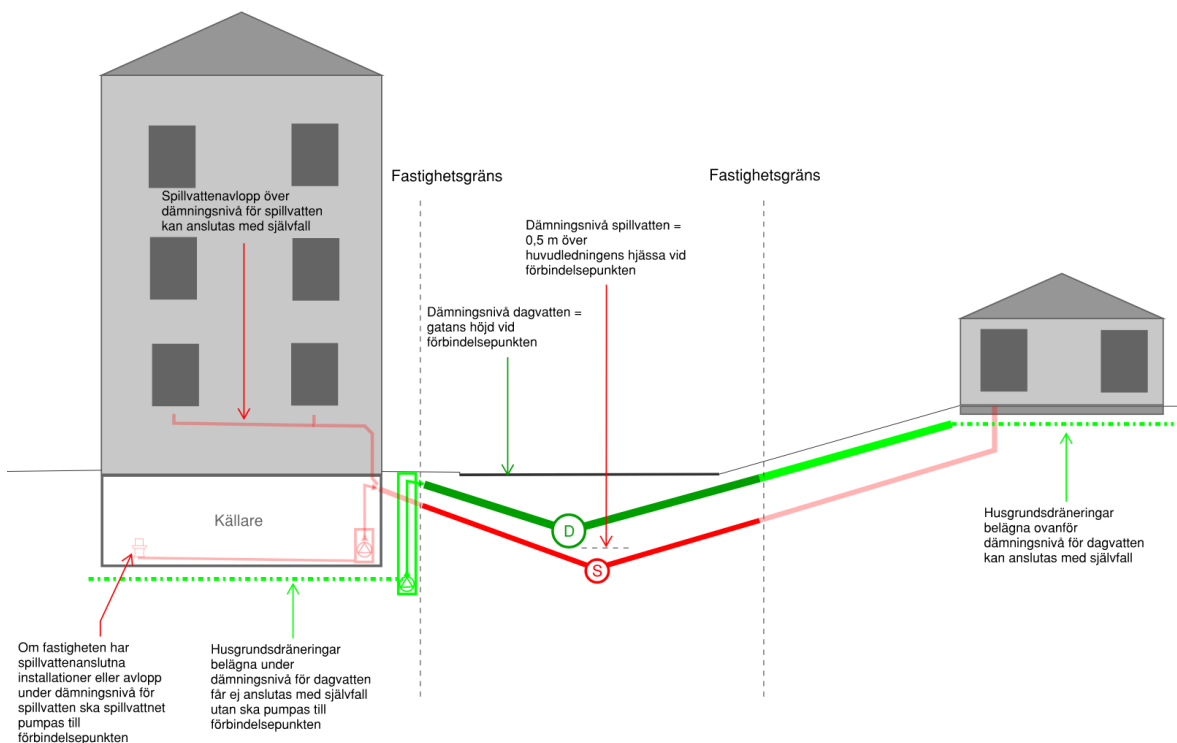 Fastighetsgräns
Fastighetsgräns
Spillvattenavlopp över
dämningsnivå för spillvatten
kan anslutas med självfall
Dämningsnivå spillvatten =
0,5 m över
huvudledningens hjässa vid
förbindelsepunkten
Dämningsnivå dagvatten =
gatans höjd vid
förbindelsepunkten
Källare
D
S
Husgrundsdräneringar
belägna ovanför
dämningsnivå för dagvatten
kan anslutas med självfall
Om fastigheten har
spillvattenanslutna
installationer eller avlopp
under dämningsnivå för
spillvatten ska spillvattnet
pumpas till
förbindelsepunkten
Husgrundsdräneringar
belägna under
dämningsnivå för dagvatten
får ej anslutas med självfall
utan ska pumpas till
förbindelsepunkten